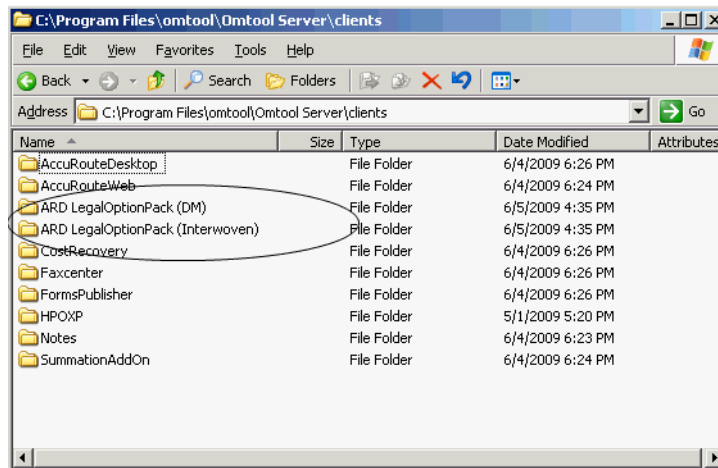 C:\Program Files\omtool\Omtool Server\clients
File Edit View Favorites Tools Help
Back Search Folders
Address C:\Program Files\omtool\Omtool Server\clients Go
Name Size Type Date Modified Attributes
AccuRouteDesktop File Folder 6/4/2009 6:26 PM
AccuRouteWeb File Folder 6/4/2009 6:24 PM
ARD LegalOptionPack (DM) File Folder 6/5/2009 4:35 PM
ARD LegalOptionPack (Interwoven) File Folder 6/5/2009 4:35 PM
CostRecovery File Folder 6/4/2009 6:26 PM
Faxcenter File Folder 6/4/2009 6:26 PM
FormsPublisher File Folder 6/4/2009 6:26 PM
HPOXP File Folder 5/1/2009 5:20 PM
Notes File Folder 6/4/2009 6:23 PM
SummationAddOn File Folder 6/4/2009 6:24 PM